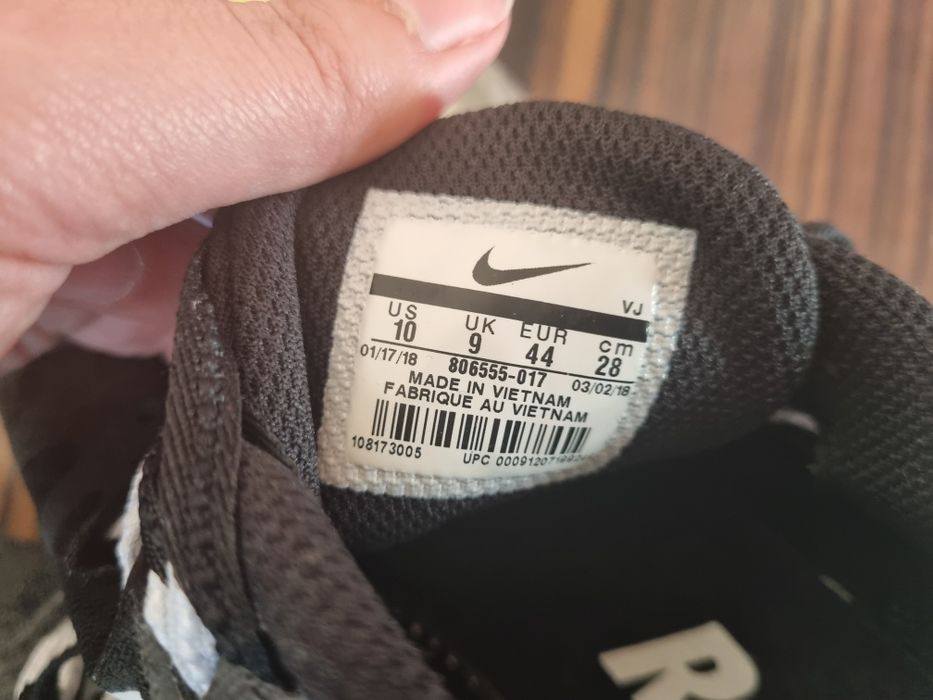 VJ
US UK EUR cm
10 9 44 28
01/17/18 806555-017 03/02/18
MADE IN VIETNAM
FABRIQUE AU VIETNAM
108173005 UPC
R